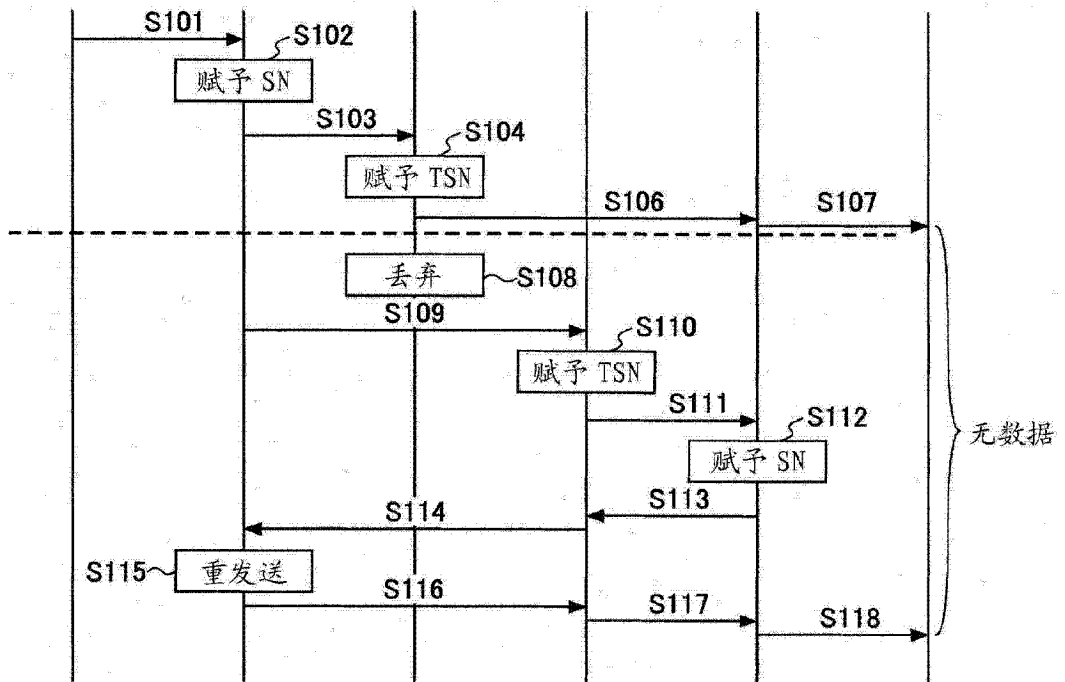 S101
S102
赋予 SN
S103
S104
赋予 TSN
S106
S107
丢弃
S108
S109
S110
赋予 TSN
S111
S112
赋予 SN
无数据
S113
S114
S115
重发送
S116
S117
S118